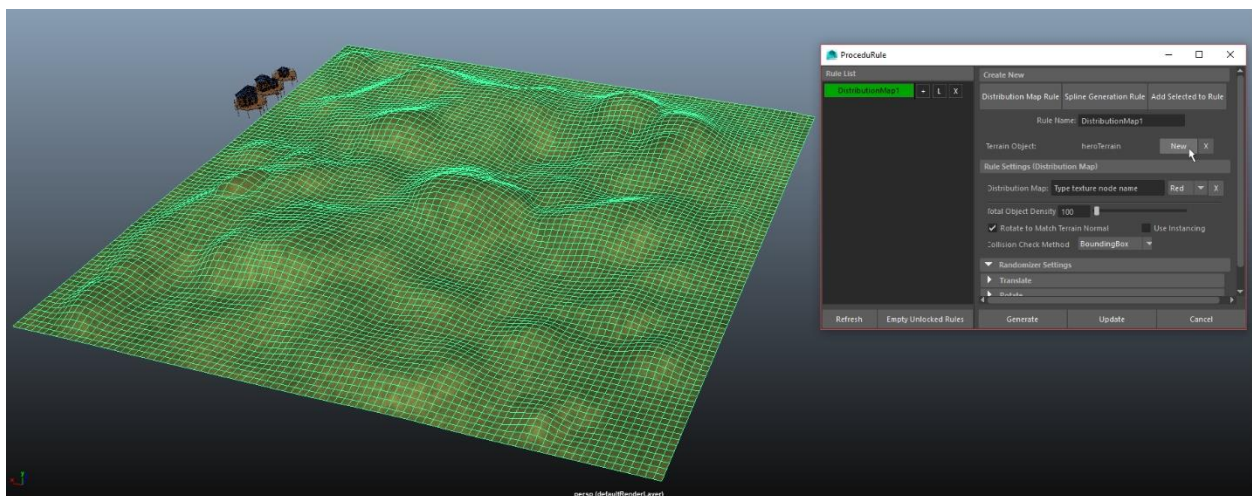 ProceduRule
Rule List
DistributionMap1 + L X
Refresh Empty Unlocked Rules
Create New
Distribution Map Rule Spline Generation Rule Add Selected to Rule
Rule Name: DistributionMap1
Terrain Object: heroTerrain New X
Rule Settings (Distribution Map)
Distribution Map: Type texture node name Red X
Total Object Density 100
Rotate to Match Terrain Normal Use Instancing
Collision Check Method BoundingBox
Randomizer Settings
Translate
Rotate
Generate Update Cancel
persp (defaultRenderLayer)